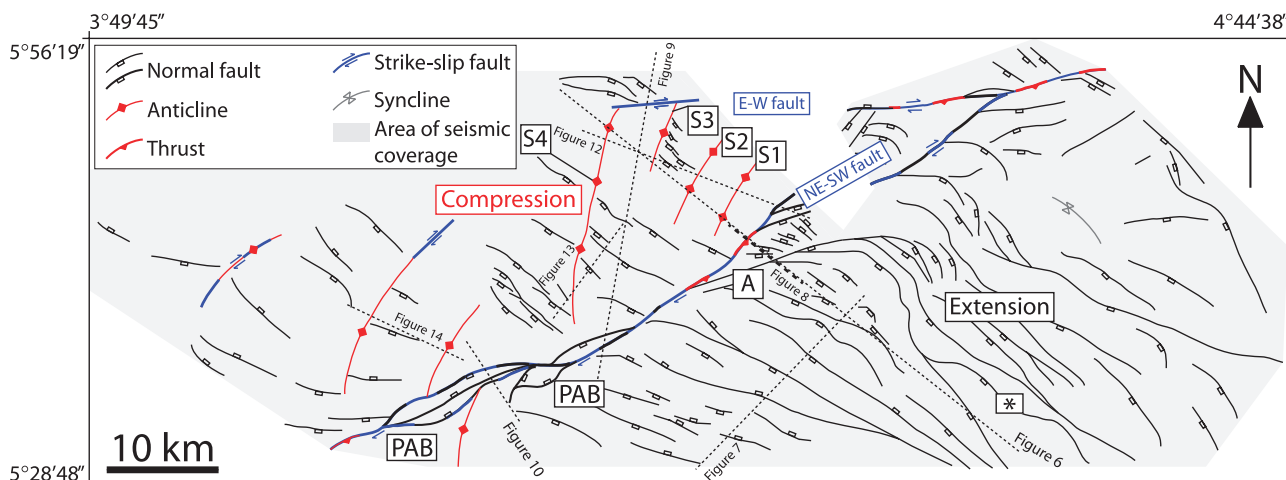 3°49'45"
4°44'38"
5°56'19"
Normal fault
Anticline
Thrust
Strike-slip fault
Syncline
Area of seismic
coverage
Figure 9
E-W fault
N
S4
Figure 12
S3
S2
S1
NE-SW fault
Compression
Figure 13
A
Figure 8
Extension
Figure 14
PAB
*
PAB
Figure 10
Figure 7
Figure 6
10 km
5°28'48"